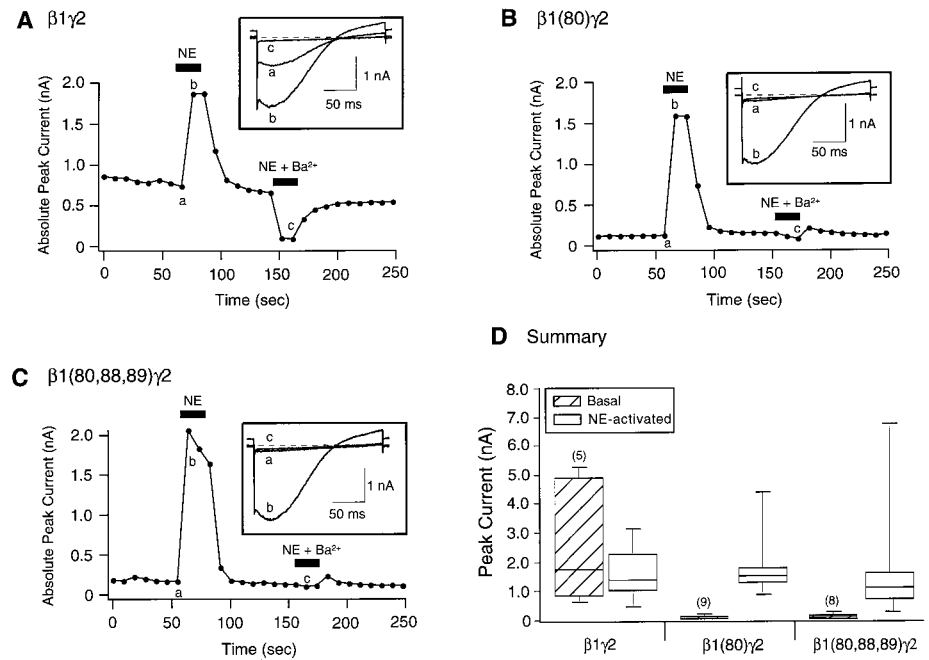 A β1γ2
NE
Absolute Peak Current (nA)
2.0
1.5
1.0
0.5
0
b
a
NE + Ba2+
c
c
a
b
1 nA
50 ms
0 50 100 150 200 250
Time (sec)
B β1(80)γ2
NE
Absolute Peak Current (nA)
2.0
1.5
1.0
0.5
0
b
a
NE + Ba2+
c
c
a
b
1 nA
50 ms
0 50 100 150 200 250
Time (sec)
C β1(80,88,89)γ2
NE
Absolute Peak Current (nA)
2.0
1.5
1.0
0.5
0
b
a
NE + Ba2+
c
c
a
b
1 nA
50 ms
0 50 100 150 200 250
Time (sec)
D Summary
Peak Current (nA)
8.0
7.0
6.0
5.0
4.0
3.0
2.0
1.0
0
Basal
NE-activated
(5)
(9)
(8)
β1γ2 β1(80)γ2 β1(80,88,89)γ2